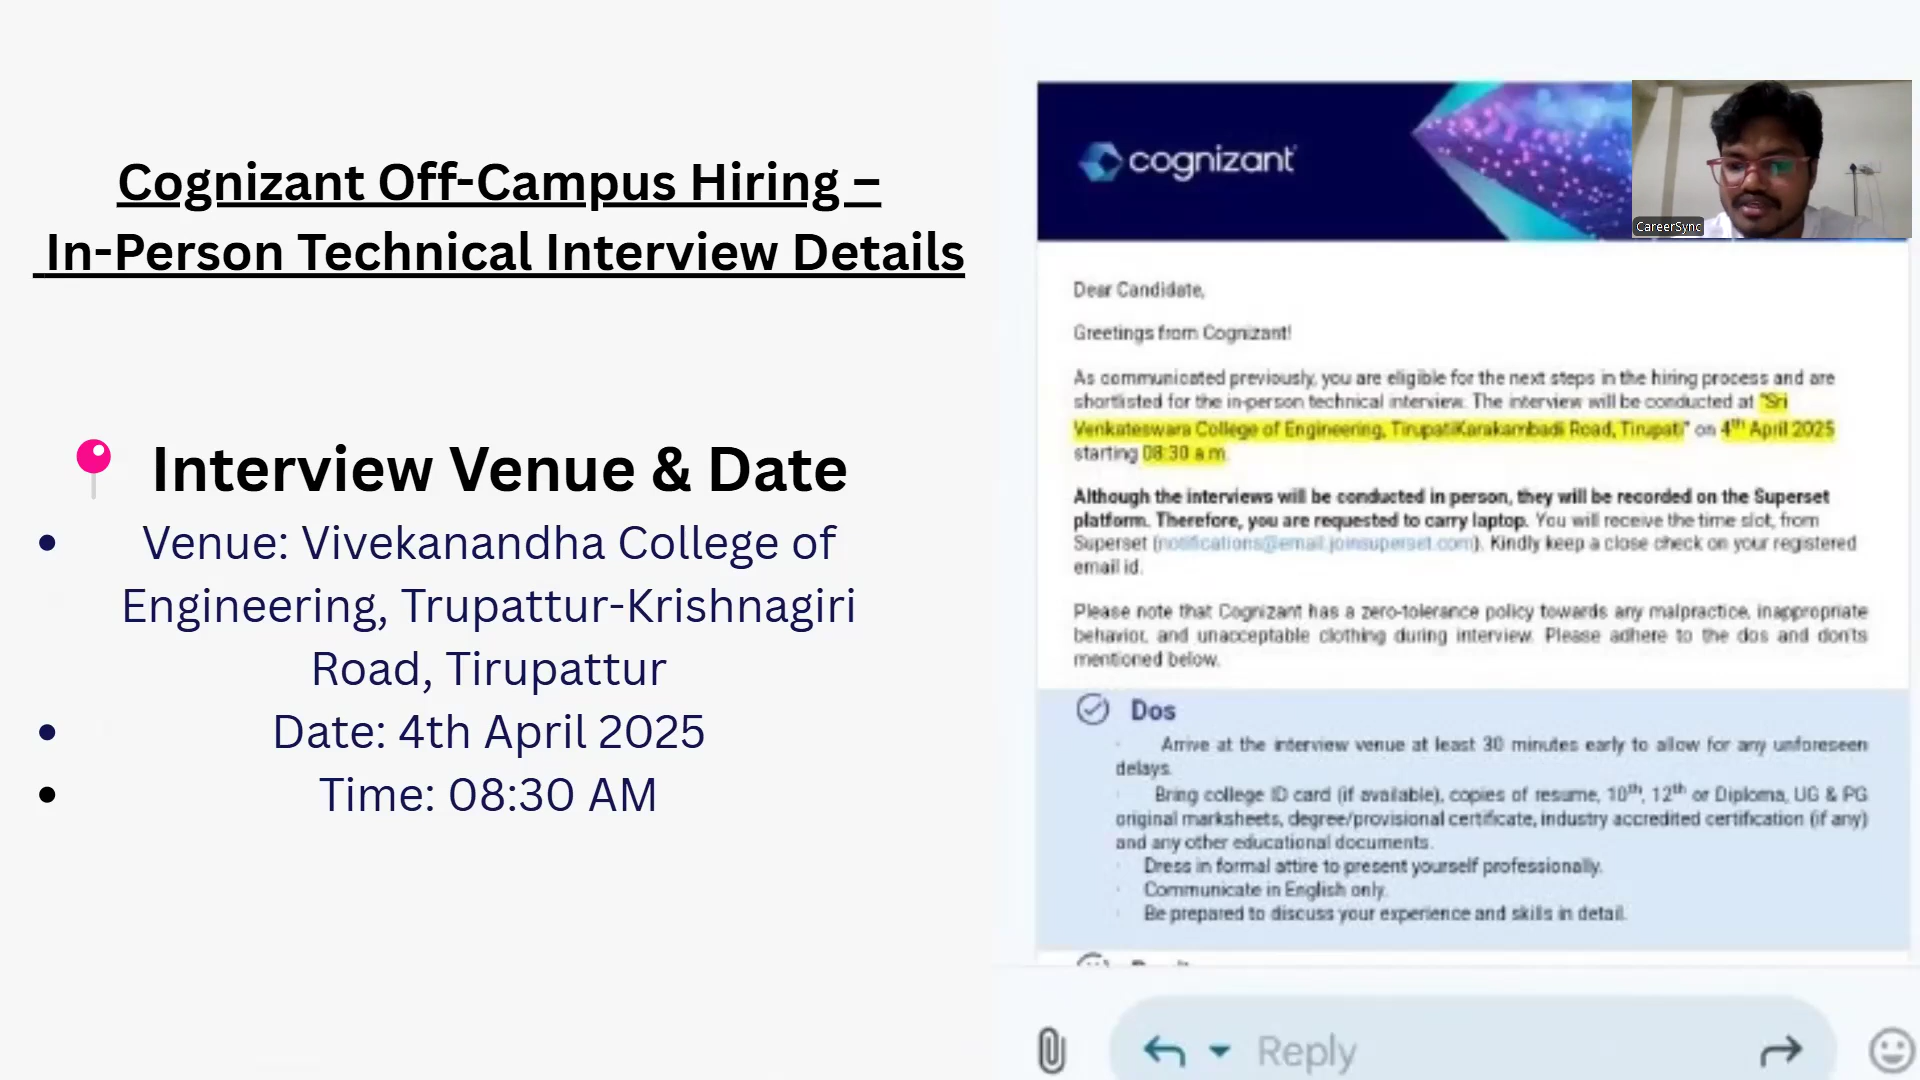 Cognizant Off-Campus Hiring –
In-Person Technical Interview Details
Interview Venue & Date
Venue: Vivekanandha College of
Engineering, Trupattur-Krishnagiri
Road, Tirupattur
Date: 4th April 2025
Time: 08:30 AM
cognizant
CareerSync
Dear Candidate,
Greetings from Cognizant!
As communicated previously, you are eligible for the next steps in the hiring process and are
shortlisted for the in-person technical interview. The interview will be conducted at "Sri
Venkateswara College of Engineering, TirupatiKarakambadi Road, Tirupati" on 4th April 2025
starting 08:30 a.m.
Although the interviews will be conducted in person, they will be recorded on the Superset
platform. Therefore, you are requested to carry laptop. You will receive the time slot, from
Superset (notifications@email.joinsuperset.com). Kindly keep a close check on your registered
email id.
Please note that Cognizant has a zero-tolerance policy towards any malpractice, inappropriate
behavior, and unacceptable clothing during interview. Please adhere to the dos and don'ts
mentioned below.
Dos
Arrive at the interview venue at least 30 minutes early to allow for any unforeseen
delays.
Bring college ID card (if available), copies of resume, 10th, 12th or Diploma, UG & PG
original marksheets, degree/provisional certificate, industry accredited certification (if any)
and any other educational documents.
Dress in formal attire to present yourself professionally.
Communicate in English only.
Be prepared to discuss your experience and skills in detail.
Reply